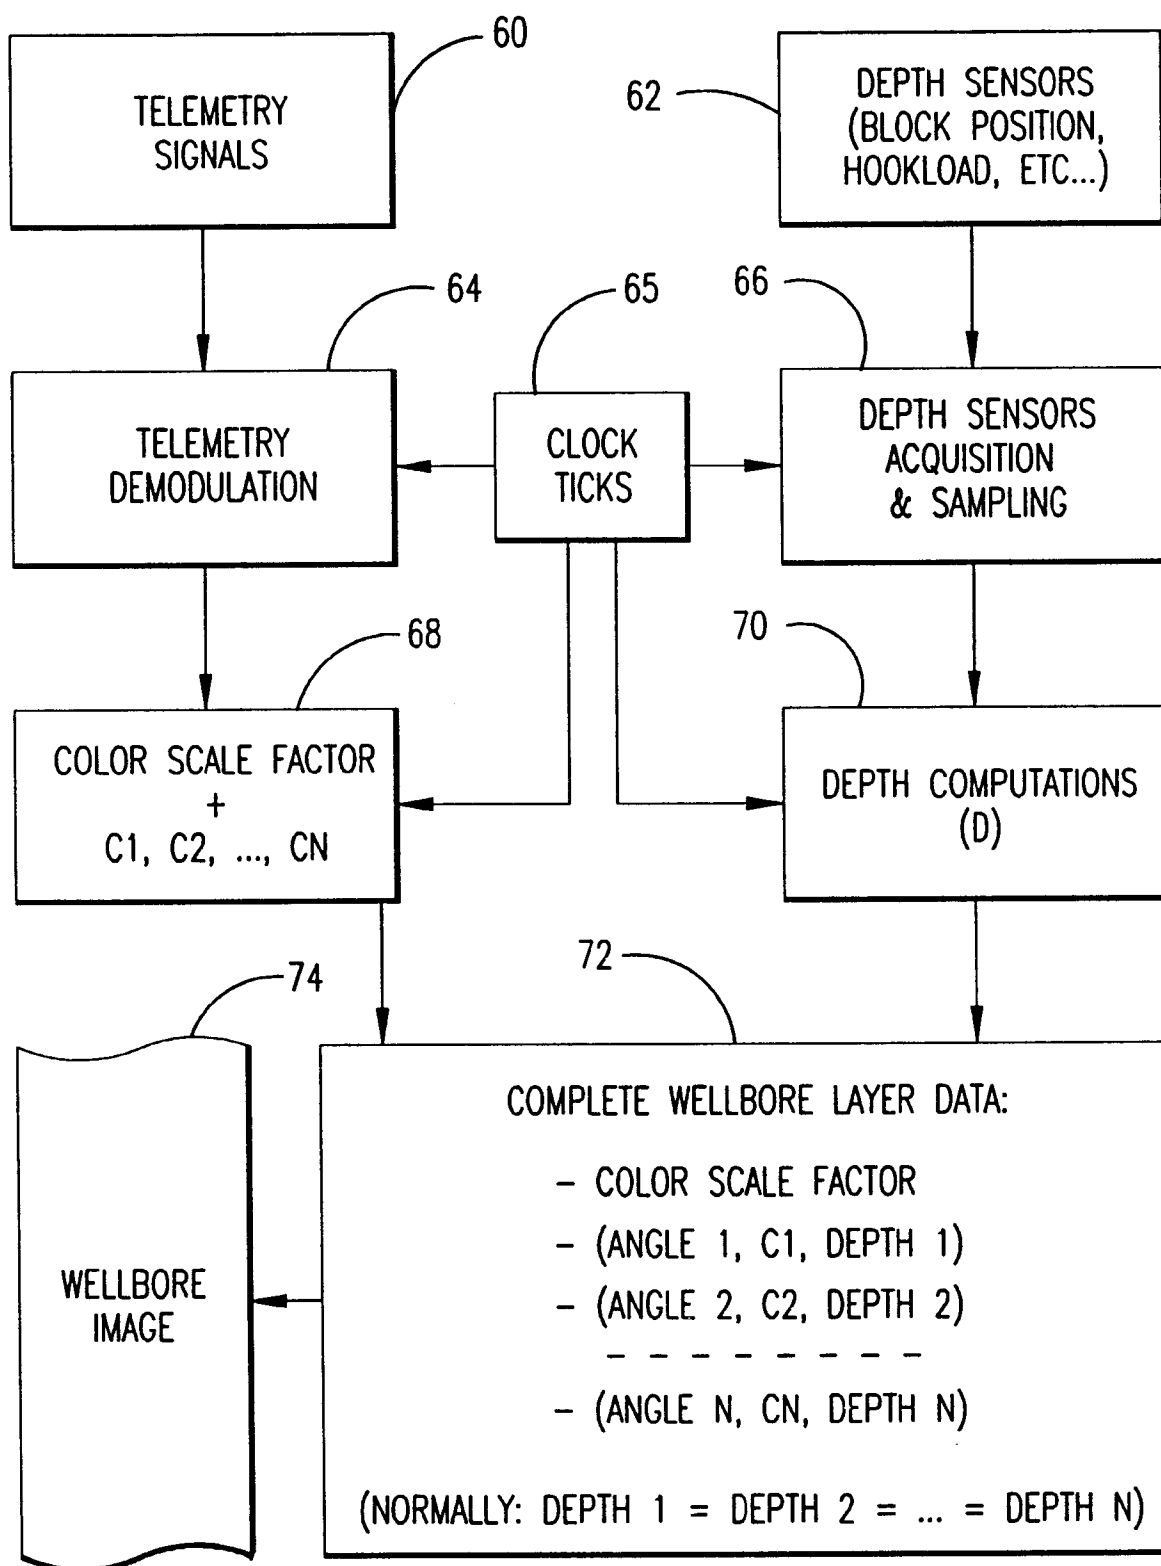 60
TELEMETRY
SIGNALS
62
DEPTH SENSORS
(BLOCK POSITION,
HOOKLOAD, ETC...)
64
TELEMETRY
DEMODULATION
65
CLOCK
TICKS
66
DEPTH SENSORS
ACQUISITION
& SAMPLING
68
COLOR SCALE FACTOR
+
C1, C2, ..., CN
70
DEPTH COMPUTATIONS
(D)
74
WELLBORE
IMAGE
72
COMPLETE WELLBORE LAYER DATA:
– COLOR SCALE FACTOR
– (ANGLE 1, C1, DEPTH 1)
– (ANGLE 2, C2, DEPTH 2)
– – – – – – – –
– (ANGLE N, CN, DEPTH N)
(NORMALLY: DEPTH 1 = DEPTH 2 = ... = DEPTH N)